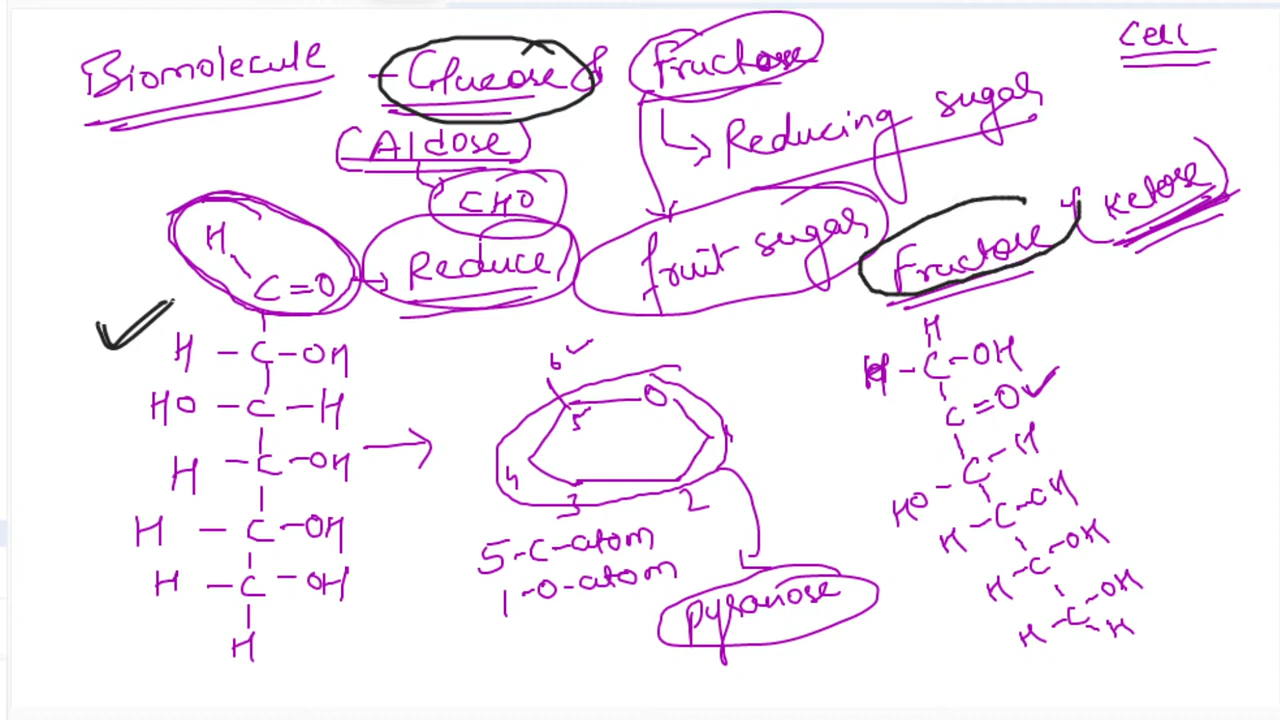 Biomolecule - Glucose & Fructose
Cell
(Aldose)
CHO
Reducing sugar
Reduce
fruit sugar
Fructose
(Ketose)
H
C=O
H - C - OH
HO - C - H
H - C - OH
H - C - OH
H - C - OH
H
6
5
O
4
1
3
2
5-C-atom
1-O-atom
pyranose
H
H - C - OH
C = O
HO - C - H
H - C - OH
H - C - OH
H - C - OH
H